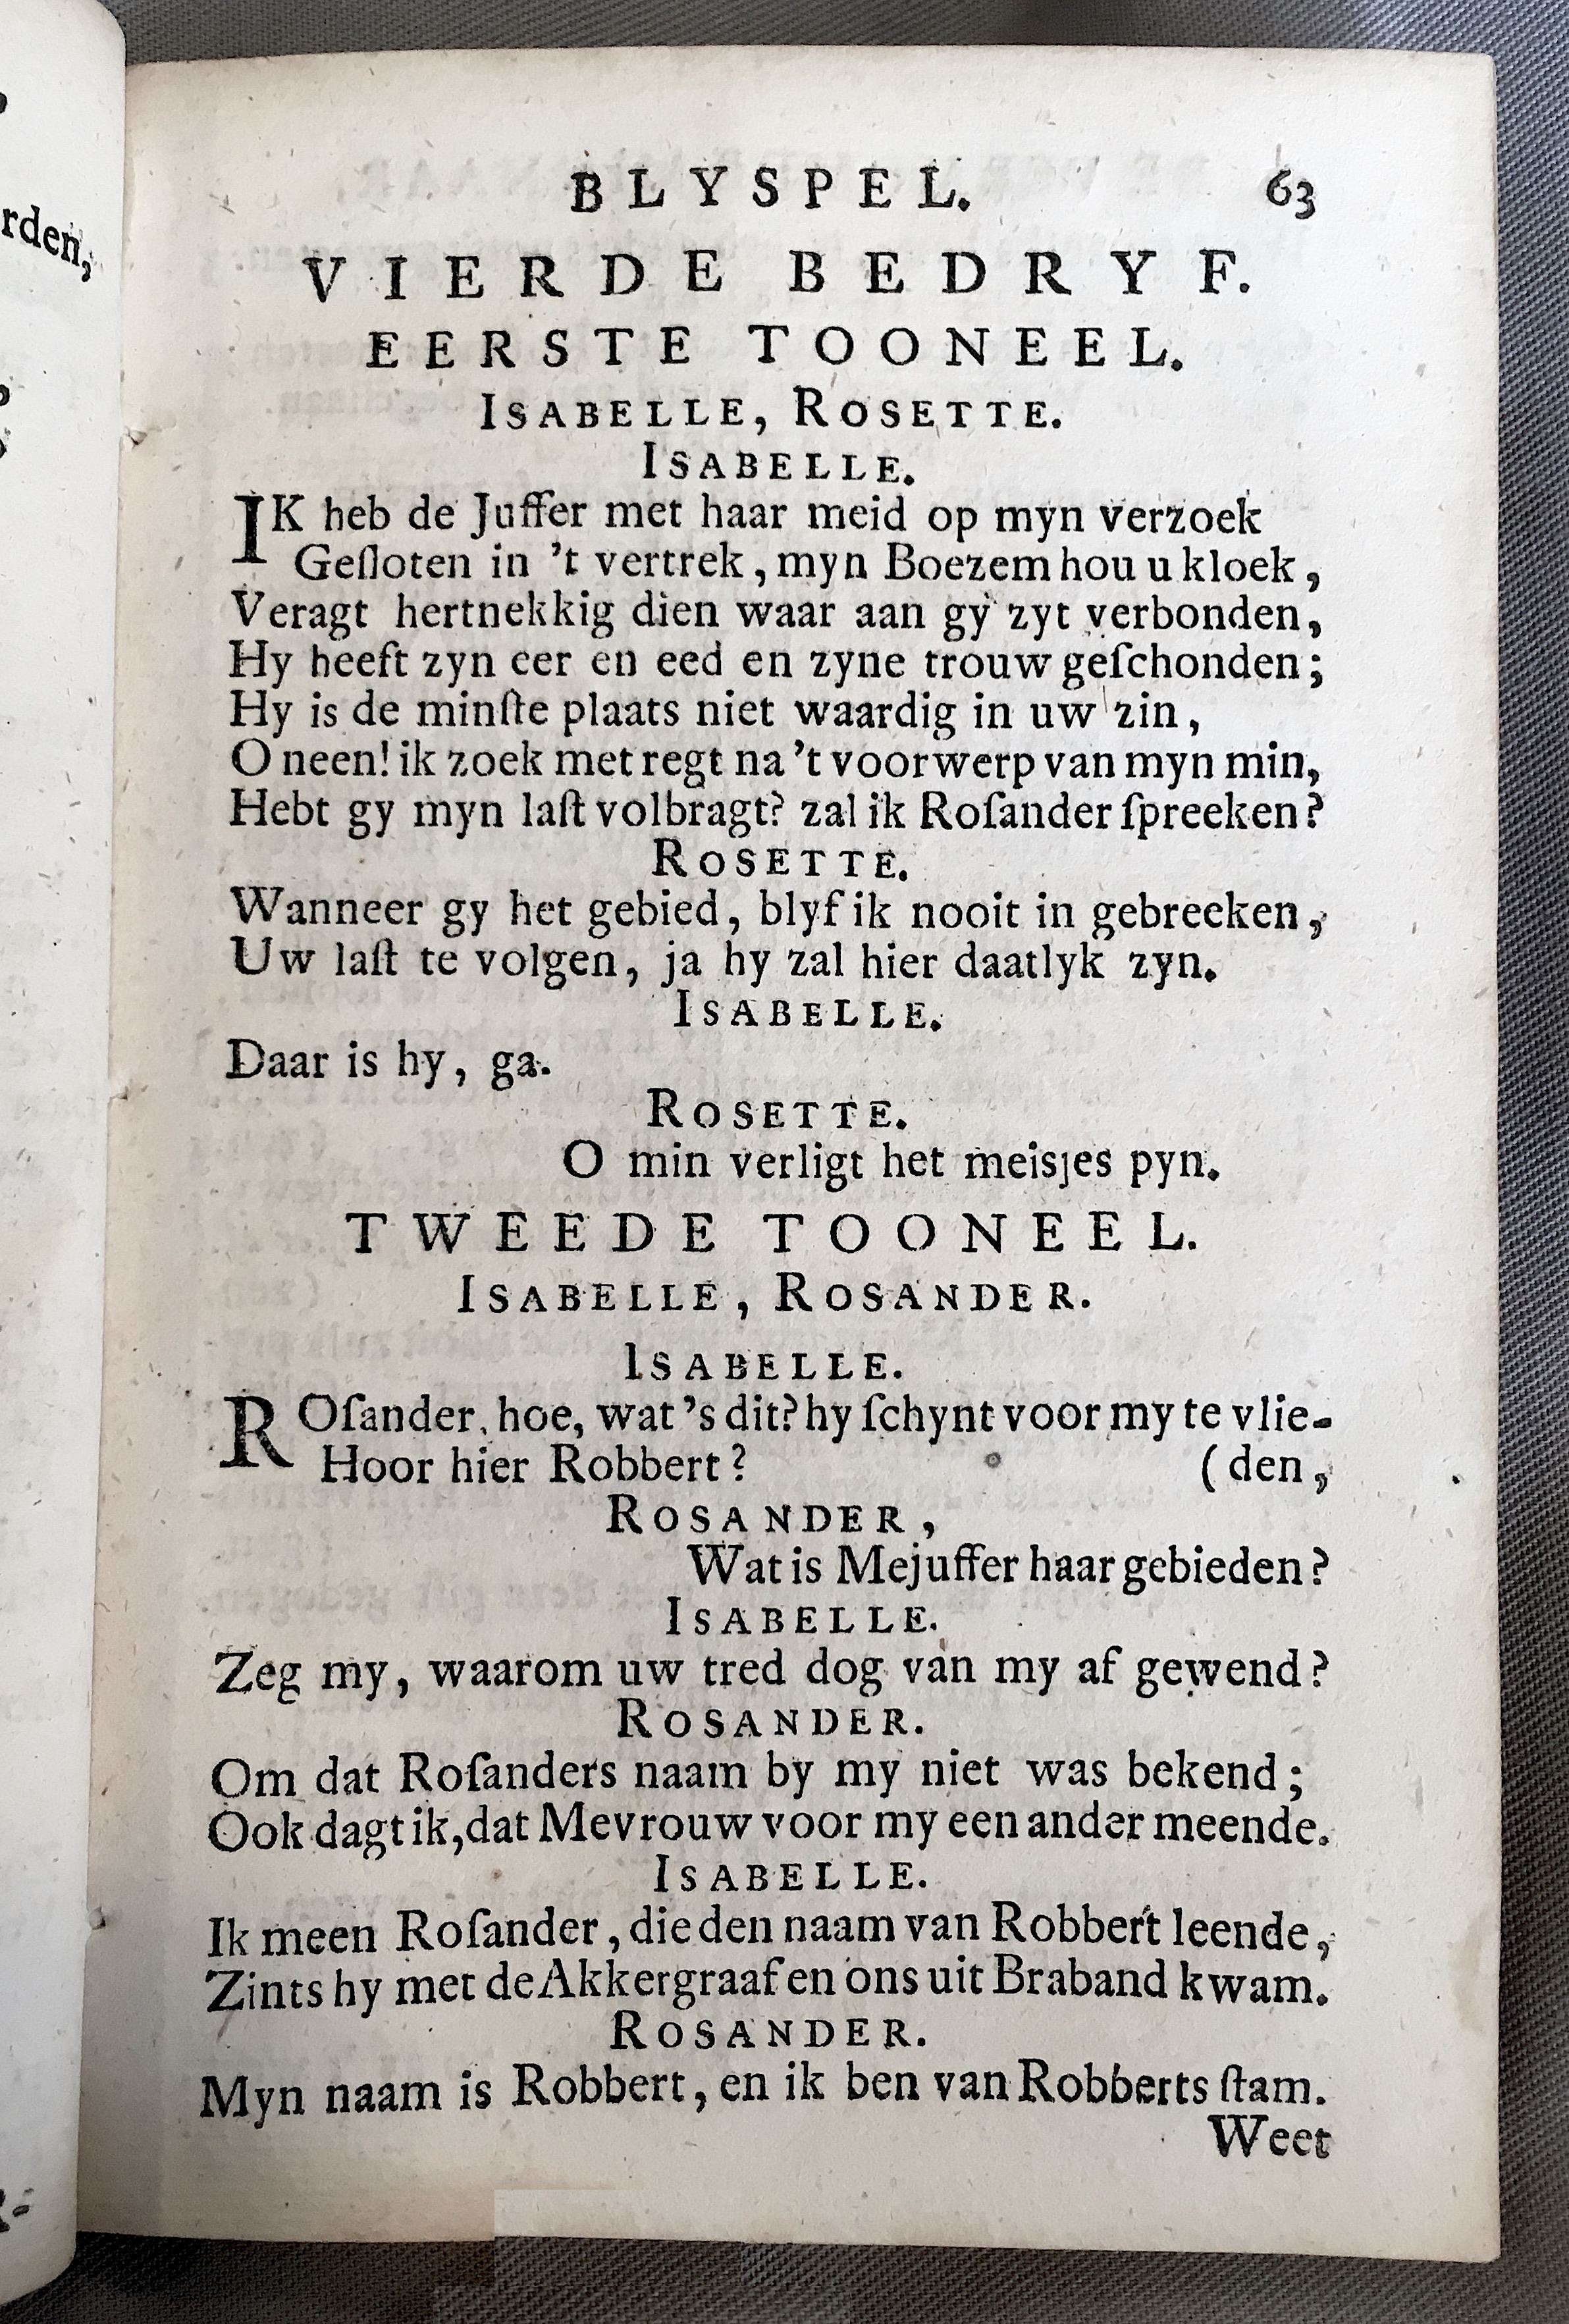 rden,
BLYSPEL. 63
VIERDE BEDRYF.
EERSTE TOONEEL.
ISABELLE, ROSETTE.
ISABELLE.
IK heb de Juffer met haar meid op myn verzoek
Geſloten in 't vertrek, myn Boezem hou u kloek,
Veragt hertnekkig dien waar aan gy zyt verbonden,
Hy heeft zyn eer en eed en zyne trouw geſchonden;
Hy is de minſte plaats niet waardig in uw zin,
O neen! ik zoek met regt na 't voorwerp van myn min,
Hebt gy myn laſt volbragt? zal ik Roſander ſpreeken?
ROSETTE.
Wanneer gy het gebied, blyf ik nooit in gebreeken,
Uw laſt te volgen, ja hy zal hier daatlyk zyn.
ISABELLE.
Daar is hy, ga.
ROSETTE.
O min verligt het meisjes pyn.
TWEEDE TOONEEL.
ISABELLE, ROSANDER.
ISABELLE.
ROſander, hoe, wat 's dit? hy ſchynt voor my te vlie-
Hoor hier Robbert? (den,
ROSANDER,
Wat is Mejuffer haar gebieden?
ISABELLE.
Zeg my, waarom uw tred dog van my af gewend?
ROSANDER.
Om dat Roſanders naam by my niet was bekend;
Ook dagt ik, dat Mevrouw voor my een ander meende.
ISABELLE.
Ik meen Roſander, die den naam van Robbert leende,
Zints hy met de Akkergraaf en ons uit Braband kwam.
ROSANDER.
Myn naam is Robbert, en ik ben van Robberts ſtam.
Weet